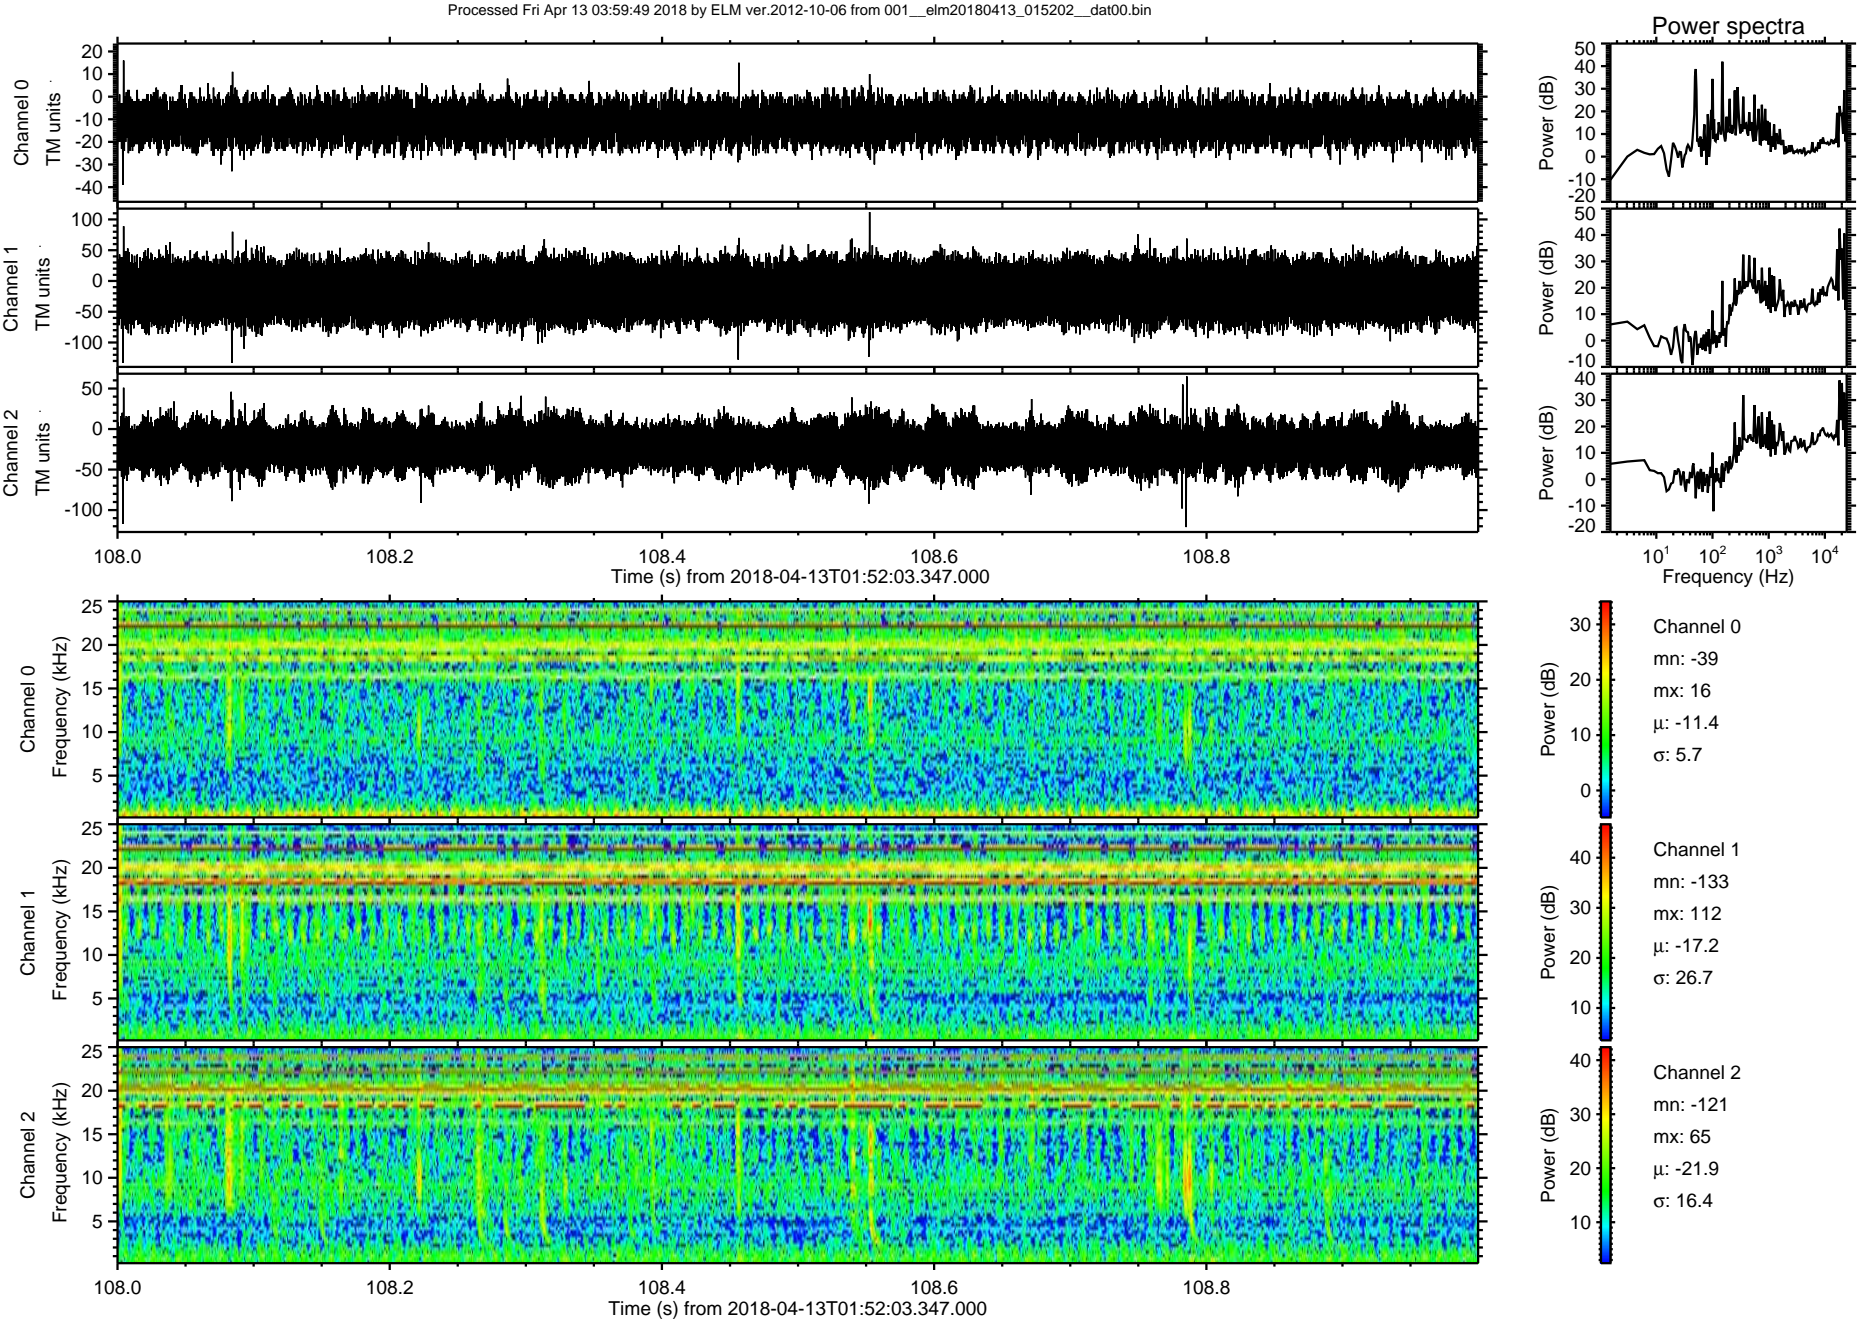 Processed Fri Apr 13 03:59:49 2018 by ELM ver.2012-10-06 from 001__elm20180413_015202__dat00.bin
Power spectra
Channel 0
TM units
20
10
0
-10
-20
-30
-40
Power (dB)
50
40
30
20
10
0
-10
-20
Channel 1
TM units
100
50
0
-50
-100
Power (dB)
50
40
30
20
10
0
-10
Channel 2
TM units
50
0
-50
-100
Power (dB)
40
30
20
10
0
-10
-20
108.0
108.2
108.4
108.6
108.8
Time (s) from 2018-04-13T01:52:03.347.000
10^1
10^2
10^3
10^4
Frequency (Hz)
Channel 0
Frequency (kHz)
25
20
15
10
5
Power (dB)
30
20
10
0
Channel 0
mn: -39
mx: 16
μ: -11.4
σ: 5.7
Channel 1
Frequency (kHz)
25
20
15
10
5
Power (dB)
40
30
20
10
Channel 1
mn: -133
mx: 112
μ: -17.2
σ: 26.7
Channel 2
Frequency (kHz)
25
20
15
10
5
Power (dB)
40
30
20
10
Channel 2
mn: -121
mx: 65
μ: -21.9
σ: 16.4
108.0
108.2
108.4
108.6
108.8
Time (s) from 2018-04-13T01:52:03.347.000